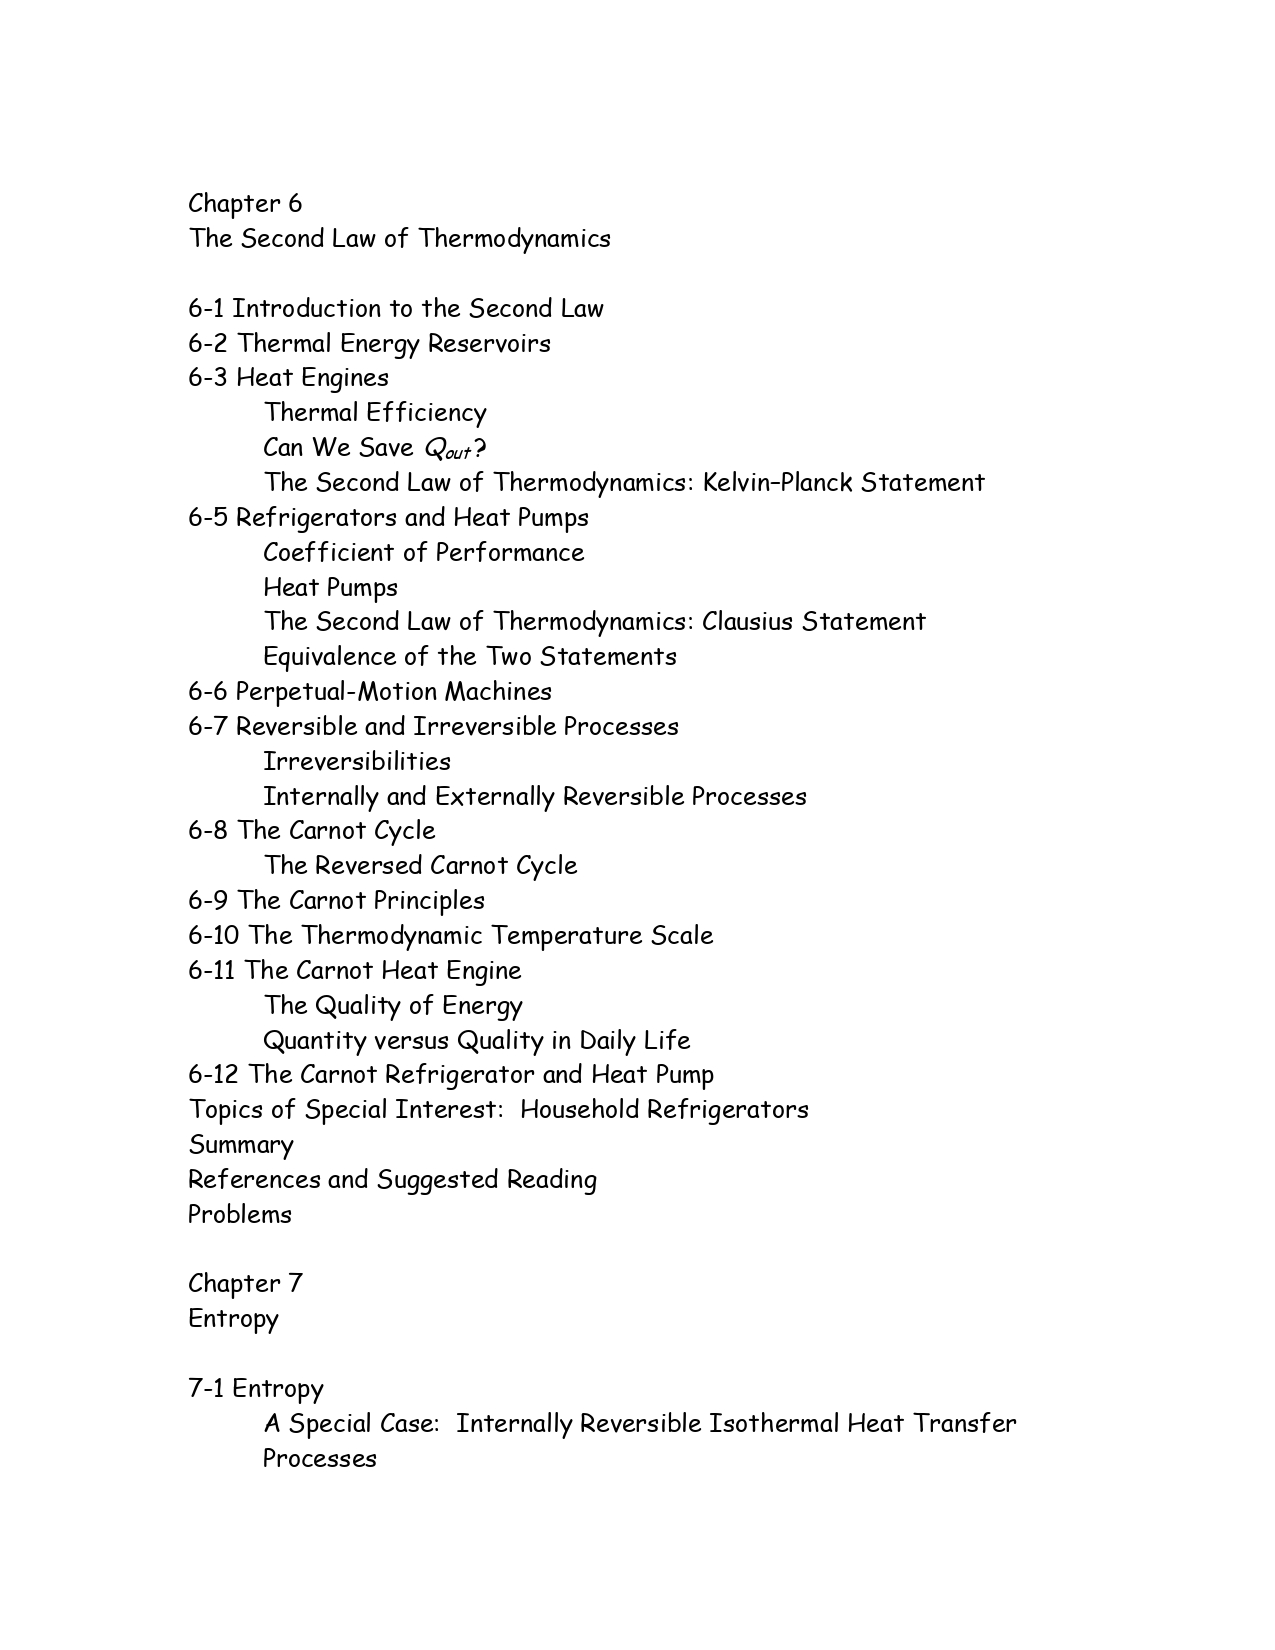 Chapter 6
The Second Law of Thermodynamics
6-1 Introduction to the Second Law
6-2 Thermal Energy Reservoirs
6-3 Heat Engines
Thermal Efficiency
Can We Save Qout?
The Second Law of Thermodynamics: Kelvin–Planck Statement
6-5 Refrigerators and Heat Pumps
Coefficient of Performance
Heat Pumps
The Second Law of Thermodynamics: Clausius Statement
Equivalence of the Two Statements
6-6 Perpetual-Motion Machines
6-7 Reversible and Irreversible Processes
Irreversibilities
Internally and Externally Reversible Processes
6-8 The Carnot Cycle
The Reversed Carnot Cycle
6-9 The Carnot Principles
6-10 The Thermodynamic Temperature Scale
6-11 The Carnot Heat Engine
The Quality of Energy
Quantity versus Quality in Daily Life
6-12 The Carnot Refrigerator and Heat Pump
Topics of Special Interest:  Household Refrigerators
Summary
References and Suggested Reading
Problems
Chapter 7
Entropy
7-1 Entropy
A Special Case:  Internally Reversible Isothermal Heat Transfer
Processes